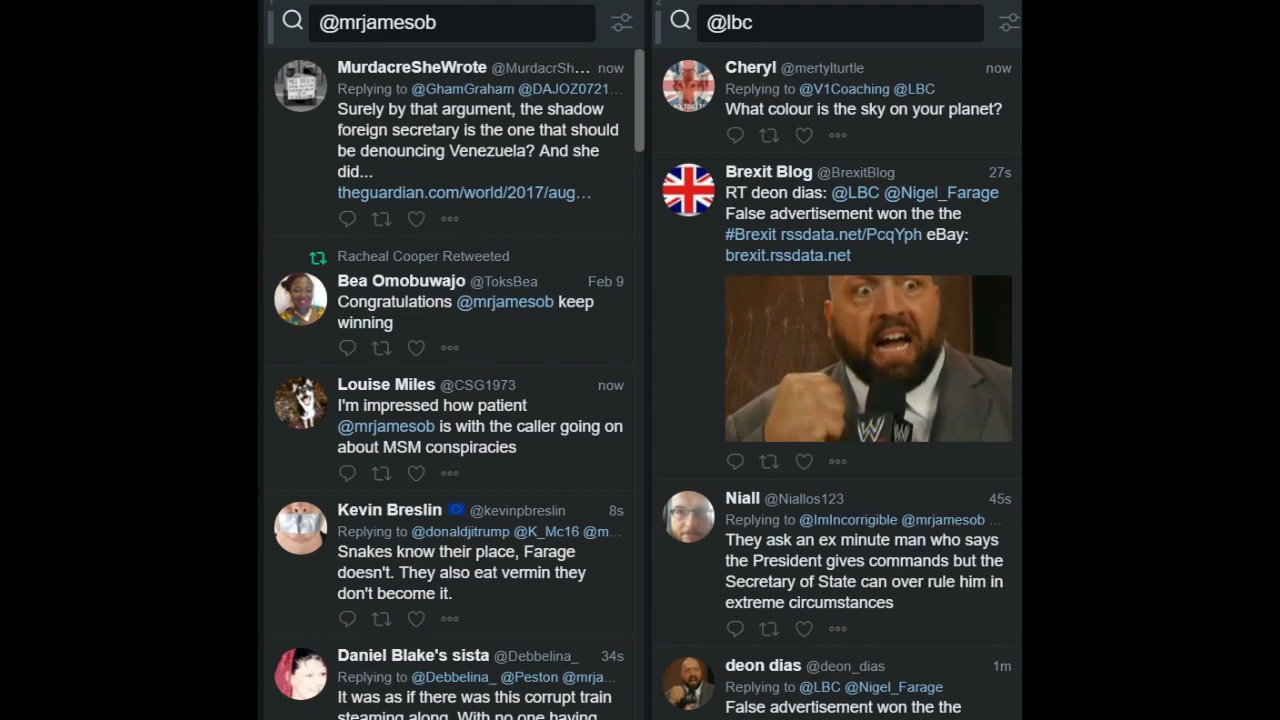 1
@mrjamesob
MurdacreSheWrote @MurdacrSh... now
Replying to @GhamGraham @DAJOZ0721...
Surely by that argument, the shadow
foreign secretary is the one that should
be denouncing Venezuela? And she
did...
theguardian.com/world/2017/aug...
Racheal Cooper Retweeted
Bea Omobuwajo @ToksBea Feb 9
Congratulations @mrjamesob keep
winning
Louise Miles @CSG1973 now
I'm impressed how patient
@mrjamesob is with the caller going on
about MSM conspiracies
Kevin Breslin @kevinpbreslin 8s
Replying to @donaldjitrump @K_Mc16 @m...
Snakes know their place, Farage
doesn't. They also eat vermin they
don't become it.
Daniel Blake's sista @Debbelina_ 34s
Replying to @Debbelina_ @Peston @mrja...
It was as if there was this corrupt train
steaming along. With no one having
2
@lbc
Cheryl @mertylturtle now
Replying to @V1Coaching @LBC
What colour is the sky on your planet?
Brexit Blog @BrexitBlog 27s
RT deon dias: @LBC @Nigel_Farage
False advertisement won the the
#Brexit rssdata.net/PcqYph eBay:
brexit.rssdata.net
W W
Niall @Niallos123 45s
Replying to @ImIncorrigible @mrjamesob ...
They ask an ex minute man who says
the President gives commands but the
Secretary of State can over rule him in
extreme circumstances
deon dias @deon_dias 1m
Replying to @LBC @Nigel_Farage
False advertisement won the the